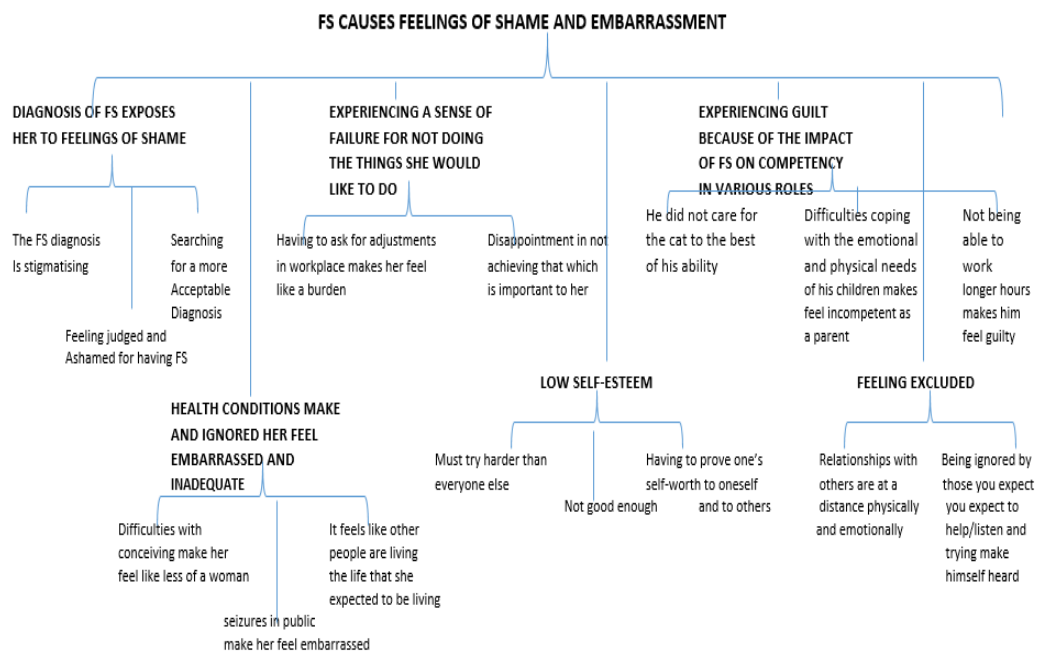 FS CAUSES FEELINGS OF SHAME AND EMBARRASSMENT
DIAGNOSIS OF FS EXPOSES
HER TO FEELINGS OF SHAME
The FS diagnosis
Is stigmatising
Feeling judged and
Ashamed for having FS
Searching
for a more
Acceptable
Diagnosis
EXPERIENCING A SENSE OF
FAILURE FOR NOT DOING
THE THINGS SHE WOULD
LIKE TO DO
Having to ask for adjustments
in workplace makes her feel
like a burden
Disappointment in not
achieving that which
is important to her
EXPERIENCING GUILT
BECAUSE OF THE IMPACT
OF FS ON COMPETENCY
IN VARIOUS ROLES
He did not care for
the cat to the best
of his ability
Difficulties coping
with the emotional
and physical needs
of his children makes
feel incompetent as
a parent
Not being
able to
work
longer hours
makes him
feel guilty
HEALTH CONDITIONS MAKE
AND IGNORED HER FEEL
EMBARRASSED AND
INADEQUATE
Difficulties with
conceiving make her
feel like less of a woman
seizures in public
make her feel embarrassed
It feels like other
people are living
the life that she
expected to be living
LOW SELF-ESTEEM
Must try harder than
everyone else
Not good enough
Having to prove one’s
self-worth to oneself
and to others
FEELING EXCLUDED
Relationships with
others are at a
distance physically
and emotionally
Being ignored by
those you expect
you expect to
help/listen and
trying make
himself heard